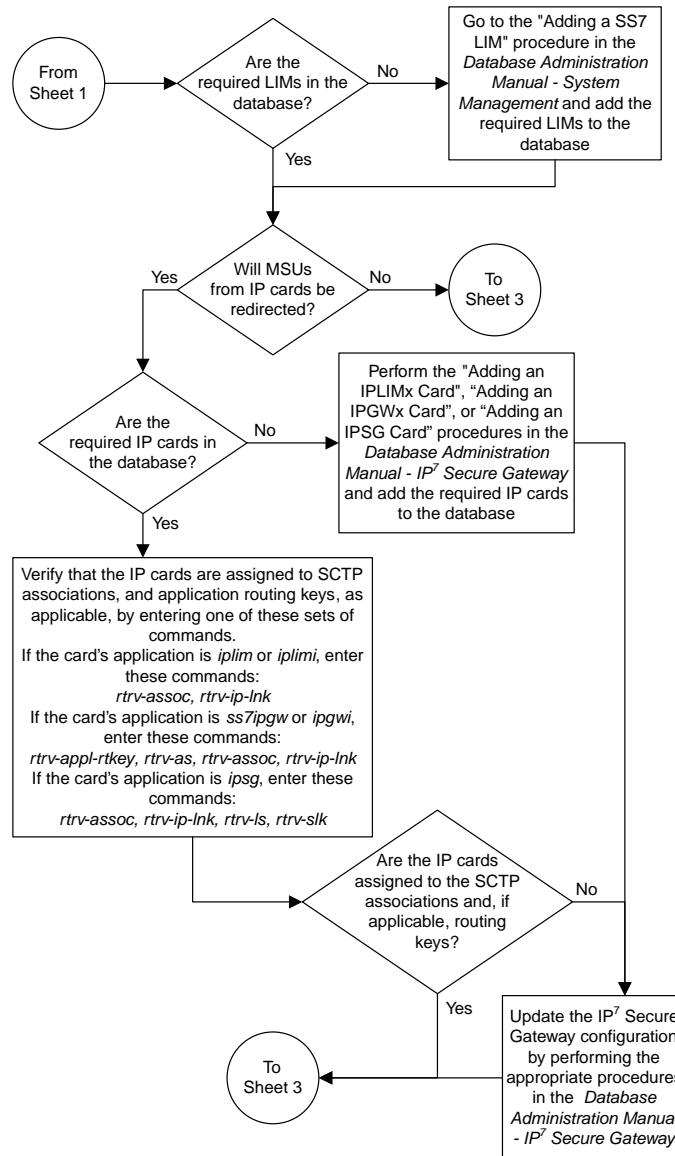 From
Sheet 1
Are the
required LIMs in the
database?
No
Yes
Go to the "Adding a SS7
LIM" procedure in the
Database Administration
Manual - System
Management and add the
required LIMs to the
database
Will MSUs
from IP cards be
redirected?
Yes
No
To
Sheet 3
Are the
required IP cards in
the database?
No
Yes
Perform the "Adding an
IPLIMx Card", “Adding an
IPGWx Card”, or “Adding an
IPSG Card” procedures in the
Database Administration
Manual - IP⁷ Secure Gateway
and add the required IP cards
to the database
Verify that the IP cards are assigned to SCTP
associations, and application routing keys, as
applicable, by entering one of these sets of
commands.
If the card’s application is iplim or iplimi, enter
these commands:
rtrv-assoc, rtrv-ip-lnk
If the card’s application is ss7ipgw or ipgwi,
enter these commands:
rtrv-appl-rtkey, rtrv-as, rtrv-assoc, rtrv-ip-lnk
If the card’s application is ipsg, enter these
commands:
rtrv-assoc, rtrv-ip-lnk, rtrv-ls, rtrv-slk
Are the IP cards
assigned to the SCTP
associations and, if
applicable, routing
keys?
No
Yes
Update the IP⁷ Secure
Gateway configuration
by performing the
appropriate procedures
in the Database
Administration Manual
- IP⁷ Secure Gateway
To
Sheet 3